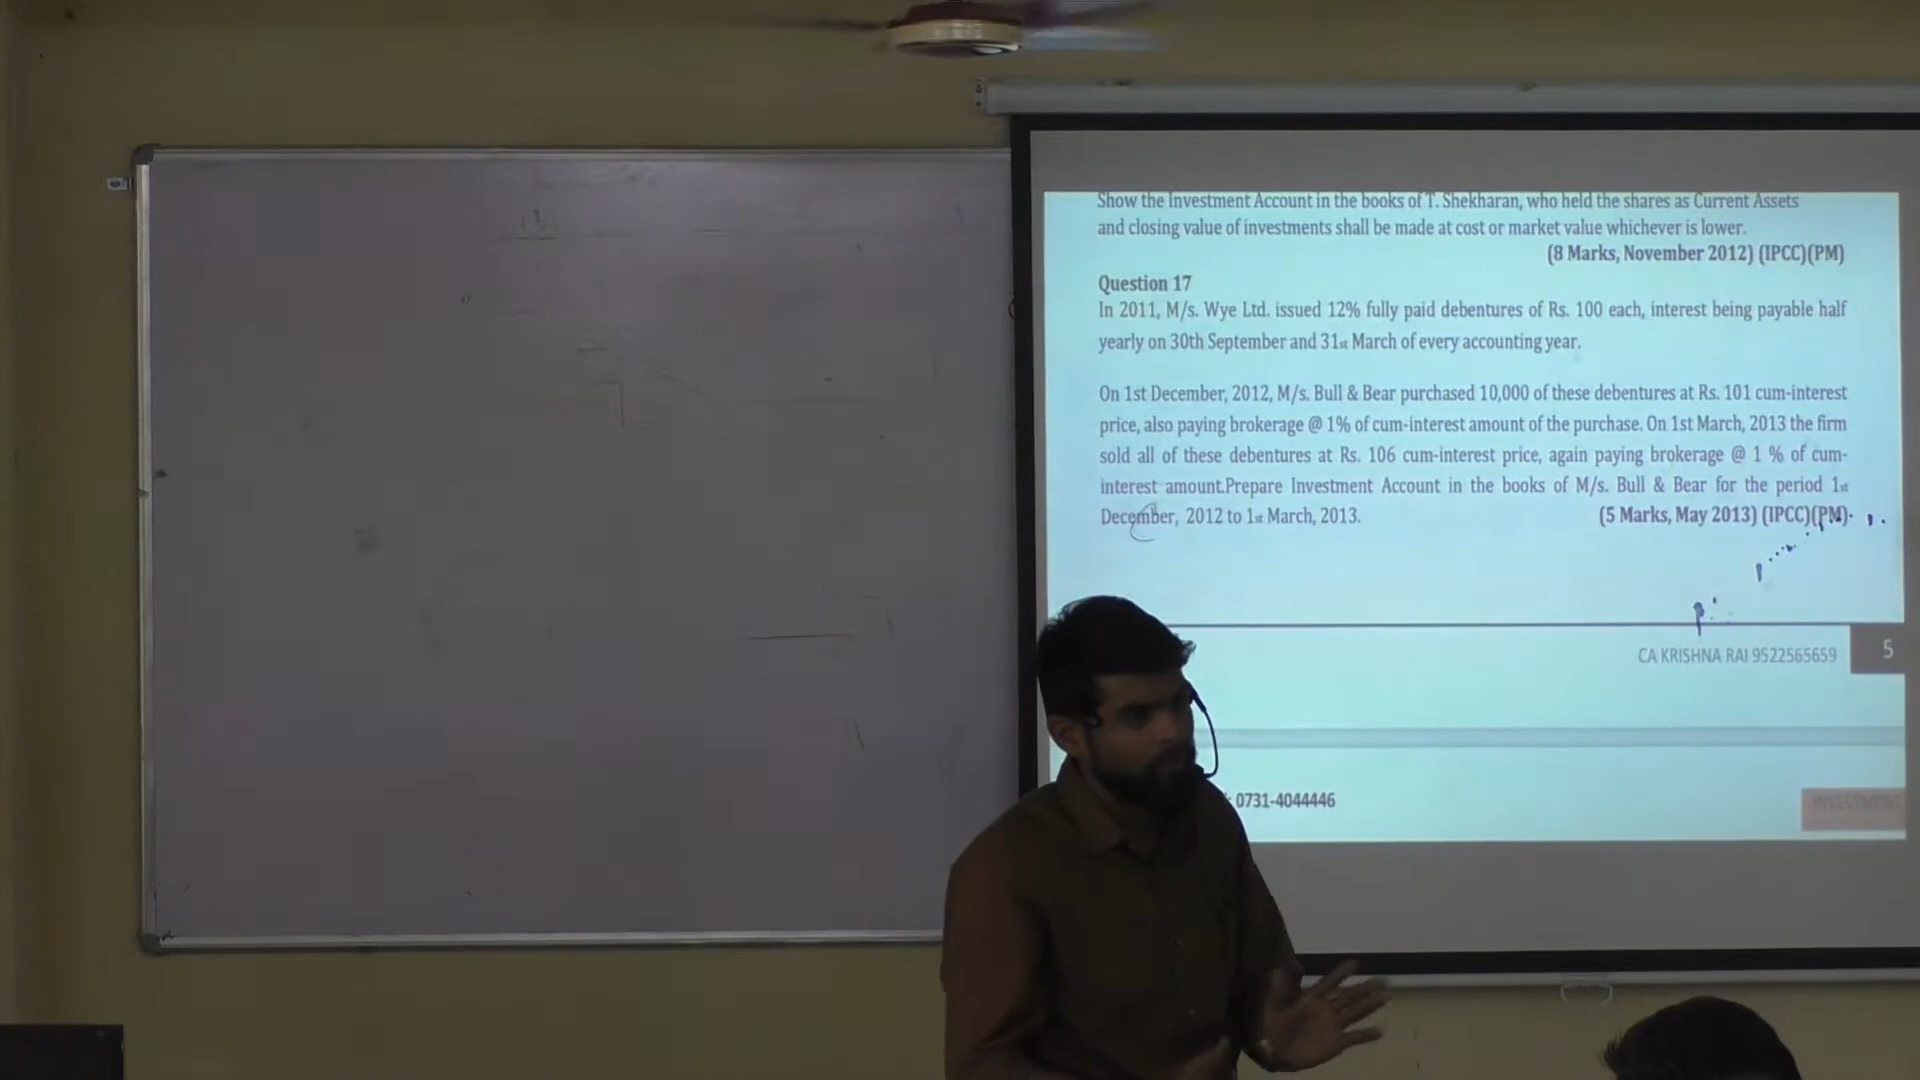 Show the Investment Account in the books of T. Shekharan, who held the shares as Current Assets
and closing value of investments shall be made at cost or market value whichever is lower.
(8 Marks, November 2012) (IPCC)(PM)
Question 17
In 2011, M/s. Wye Ltd. issued 12% fully paid debentures of Rs. 100 each, interest being payable half
yearly on 30th September and 31st March of every accounting year.
On 1st December, 2012, M/s. Bull & Bear purchased 10,000 of these debentures at Rs. 101 cum-interest
price, also paying brokerage @ 1% of cum-interest amount of the purchase. On 1st March, 2013 the firm
sold all of these debentures at Rs. 106 cum-interest price, again paying brokerage @ 1 % of cum-
interest amount.Prepare Investment Account in the books of M/s. Bull & Bear for the period 1st
December, 2012 to 1st March, 2013. (5 Marks, May 2013) (IPCC)(PM)
CA KRISHNA RAI 9522565659 5
: 0731-4044446
INVESTMENT